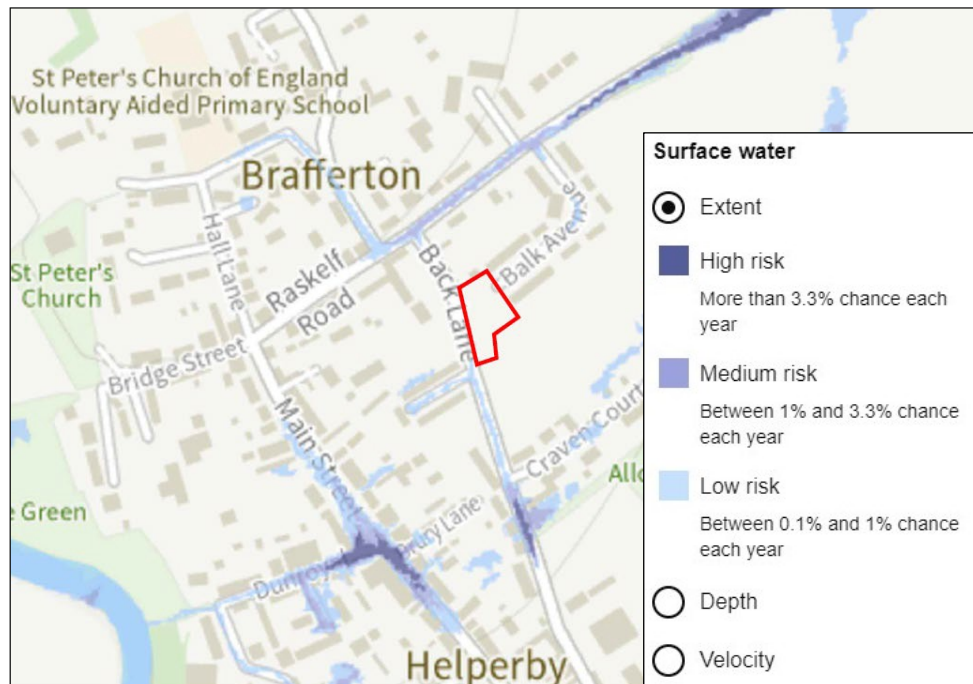 St Peter's Church of England
Voluntary Aided Primary School
Brafferton
Hall Lane
St Peter's
Church
Raskelf
Road
Back Lane
Balk Avenue
Bridge Street
Main Street
Craven Court
Green
Helperby
Surface water
Extent
High risk
More than 3.3% chance each
year
Medium risk
Between 1% and 3.3% chance
each year
Low risk
Between 0.1% and 1% chance
each year
Depth
Velocity